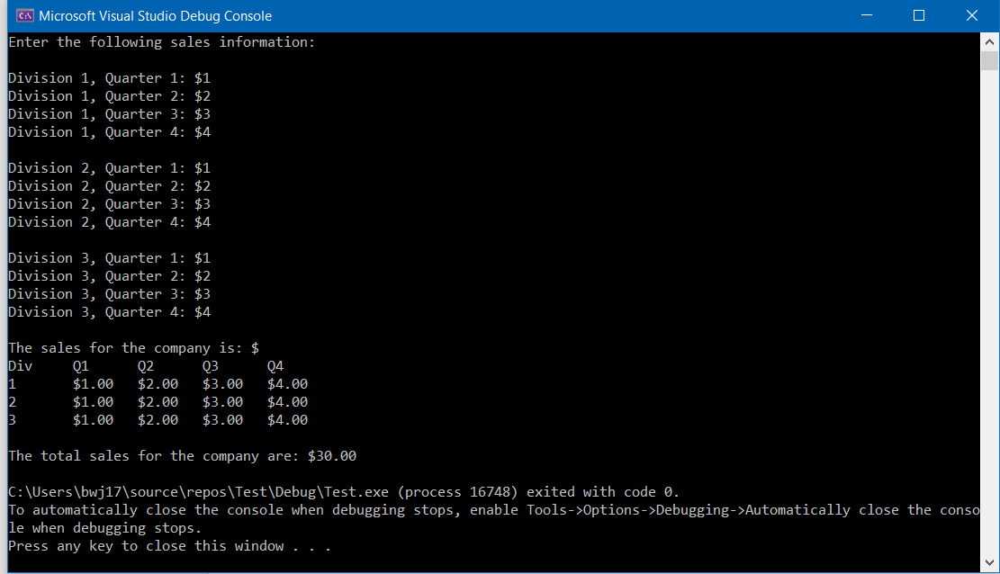 Microsoft Visual Studio Debug Console
Enter the following sales information:
Division 1, Quarter 1: $1
Division 1, Quarter 2: $2
Division 1, Quarter 3: $3
Division 1, Quarter 4: $4
Division 2, Quarter 1: $1
Division 2, Quarter 2: $2
Division 2, Quarter 3: $3
Division 2, Quarter 4: $4
Division 3, Quarter 1: $1
Division 3, Quarter 2: $2
Division 3, Quarter 3: $3
Division 3, Quarter 4: $4
The sales for the company is: $
Div Q1 Q2 Q3 Q4
1 $1.00 $2.00 $3.00 $4.00
2 $1.00 $2.00 $3.00 $4.00
3 $1.00 $2.00 $3.00 $4.00
The total sales for the company are: $30.00
C:\Users\bwj17\source\repos\Test\Debug\Test.exe (process 16748) exited with code 0.
To automatically close the console when debugging stops, enable Tools->Options->Debugging->Automatically close the conso
le when debugging stops.
Press any key to close this window . . .